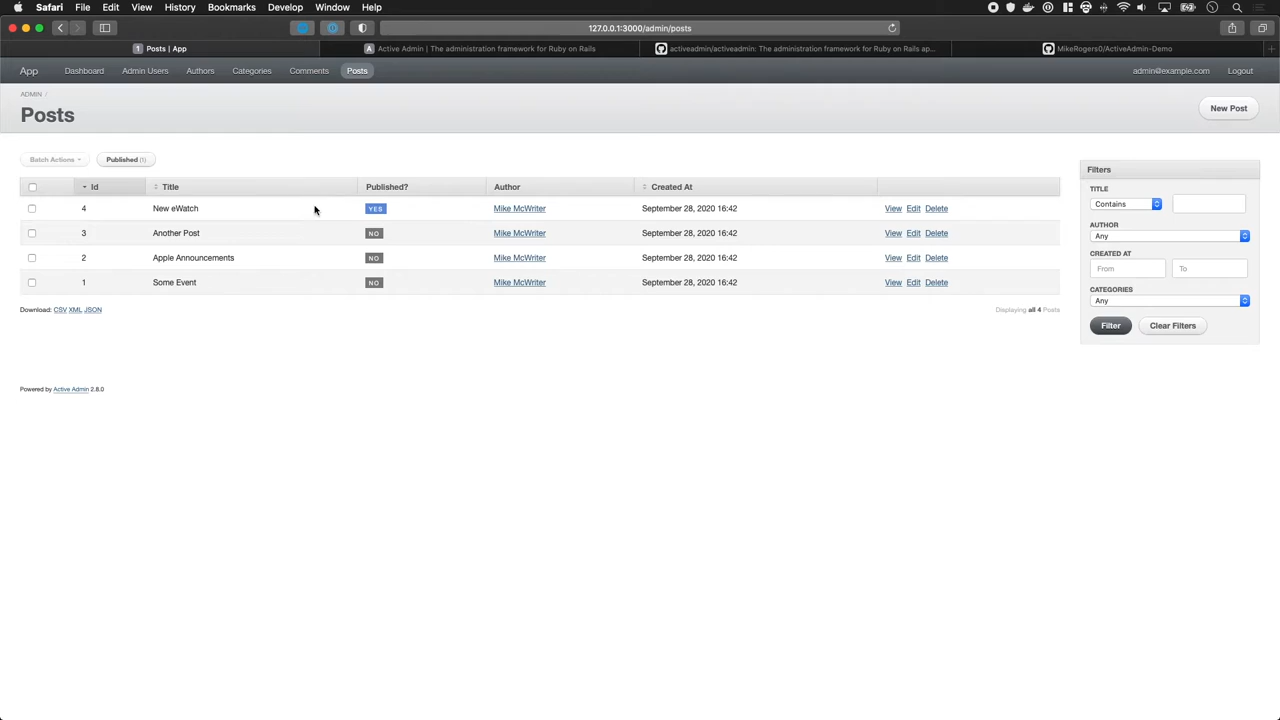 Safari File Edit View History Bookmarks Develop Window Help
127.0.0.1:3000/admin/posts
1 Posts | App
A Active Admin | The administration framework for Ruby on Rails
activeadmin/activeadmin: The administration framework for Ruby on Rails ap...
MikeRogers0/ActiveAdmin-Demo
App Dashboard Admin Users Authors Categories Comments Posts admin@example.com Logout
ADMIN /
Posts
New Post
Batch Actions Published (1)
Id Title Published? Author Created At
4 New eWatch YES Mike McWriter September 28, 2020 16:42 View Edit Delete
3 Another Post NO Mike McWriter September 28, 2020 16:42 View Edit Delete
2 Apple Announcements NO Mike McWriter September 28, 2020 16:42 View Edit Delete
1 Some Event NO Mike McWriter September 28, 2020 16:42 View Edit Delete
Download: CSV XML JSON
Displaying all 4 Posts
Filters
TITLE
Contains
AUTHOR
Any
CREATED AT
From To
CATEGORIES
Any
Filter Clear Filters
Powered by Active Admin 2.8.0